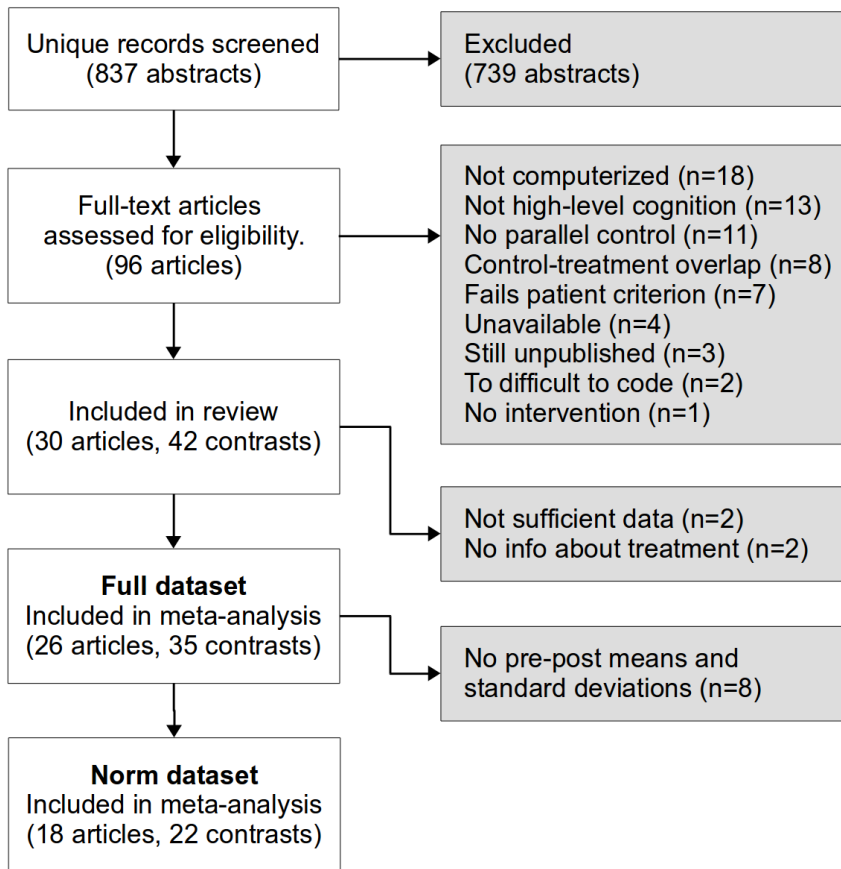 Unique records screened
(837 abstracts)
Excluded
(739 abstracts)
Full-text articles
assessed for eligibility.
(96 articles)
Not computerized (n=18)
Not high-level cognition (n=13)
No parallel control (n=11)
Control-treatment overlap (n=8)
Fails patient criterion (n=7)
Unavailable (n=4)
Still unpublished (n=3)
To difficult to code (n=2)
No intervention (n=1)
Included in review
(30 articles, 42 contrasts)
Not sufficient data (n=2)
No info about treatment (n=2)
Full dataset
Included in meta-analysis
(26 articles, 35 contrasts)
No pre-post means and
standard deviations (n=8)
Norm dataset
Included in meta-analysis
(18 articles, 22 contrasts)